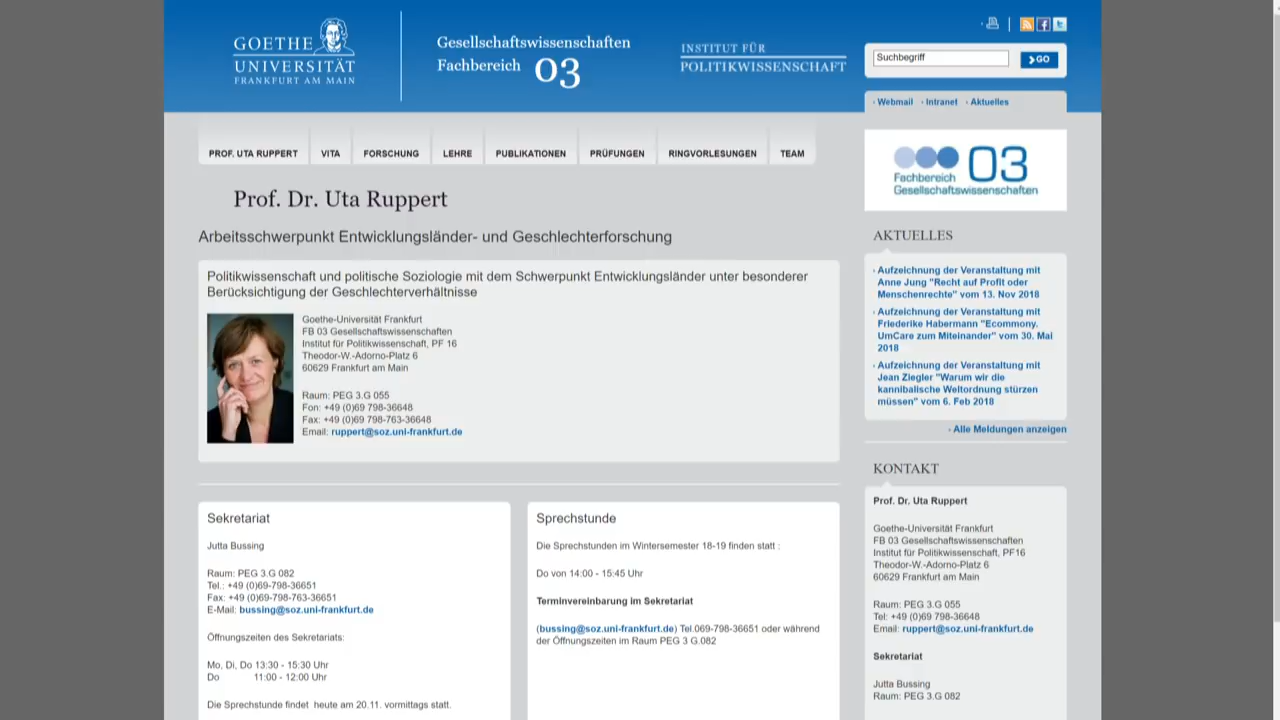 GOETHE
UNIVERSITÄT
FRANKFURT AM MAIN
Gesellschaftswissenschaften
Fachbereich 03
INSTITUT FÜR
POLITIKWISSENSCHAFT
Suchbegriff
GO
Webmail Intranet Aktuelles
PROF. UTA RUPPERT VITA FORSCHUNG LEHRE PUBLIKATIONEN PRÜFUNGEN RINGVORLESUNGEN TEAM
Prof. Dr. Uta Ruppert
Arbeitsschwerpunkt Entwicklungsländer- und Geschlechterforschung
Politikwissenschaft und politische Soziologie mit dem Schwerpunkt Entwicklungsländer unter besonderer
Berücksichtigung der Geschlechterverhältnisse
Goethe-Universität Frankfurt
FB 03 Gesellschaftswissenschaften
Institut für Politikwissenschaft, PF 16
Theodor-W.-Adorno-Platz 6
60629 Frankfurt am Main
Raum: PEG 3.G 055
Fon: +49 (0)69 798-36648
Fax: +49 (0)69 798-763-36648
Email: ruppert@soz.uni-frankfurt.de
Sekretariat
Jutta Bussing
Raum: PEG 3.G 082
Tel.: +49 (0)69-798-36651
Fax: +49 (0)69-798-763-36651
E-Mail: bussing@soz.uni-frankfurt.de
Öffnungszeiten des Sekretariats:
Mo, Di, Do 13:30 - 15:30 Uhr
Do 11:00 - 12:00 Uhr
Die Sprechstunde findet heute am 20.11. vormittags statt.
Sprechstunde
Die Sprechstunden im Wintersemester 18-19 finden statt :
Do von 14:00 - 15:45 Uhr
Terminvereinbarung im Sekretariat
(bussing@soz.uni-frankfurt.de) Tel.069-798-36651 oder während
der Öffnungszeiten im Raum PEG 3 G.082
03
Fachbereich
Gesellschaftswissenschaften
AKTUELLES
Aufzeichnung der Veranstaltung mit
Anne Jung "Recht auf Profit oder
Menschenrechte" vom 13. Nov 2018
Aufzeichnung der Veranstaltung mit
Friederike Habermann "Ecommony.
UmCare zum Miteinander" vom 30. Mai
2018
Aufzeichnung der Veranstaltung mit
Jean Ziegler "Warum wir die
kannibalische Weltordnung stürzen
müssen" vom 6. Feb 2018
Alle Meldungen anzeigen
KONTAKT
Prof. Dr. Uta Ruppert
Goethe-Universität Frankfurt
FB 03 Gesellschaftswissenschaften
Institut für Politikwissenschaft, PF16
Theodor-W.-Adorno-Platz 6
60629 Frankfurt am Main
Raum: PEG 3.G 055
Tel: +49 (0)69 798-36648
Email: ruppert@soz.uni-frankfurt.de
Sekretariat
Jutta Bussing
Raum: PEG 3.G 082